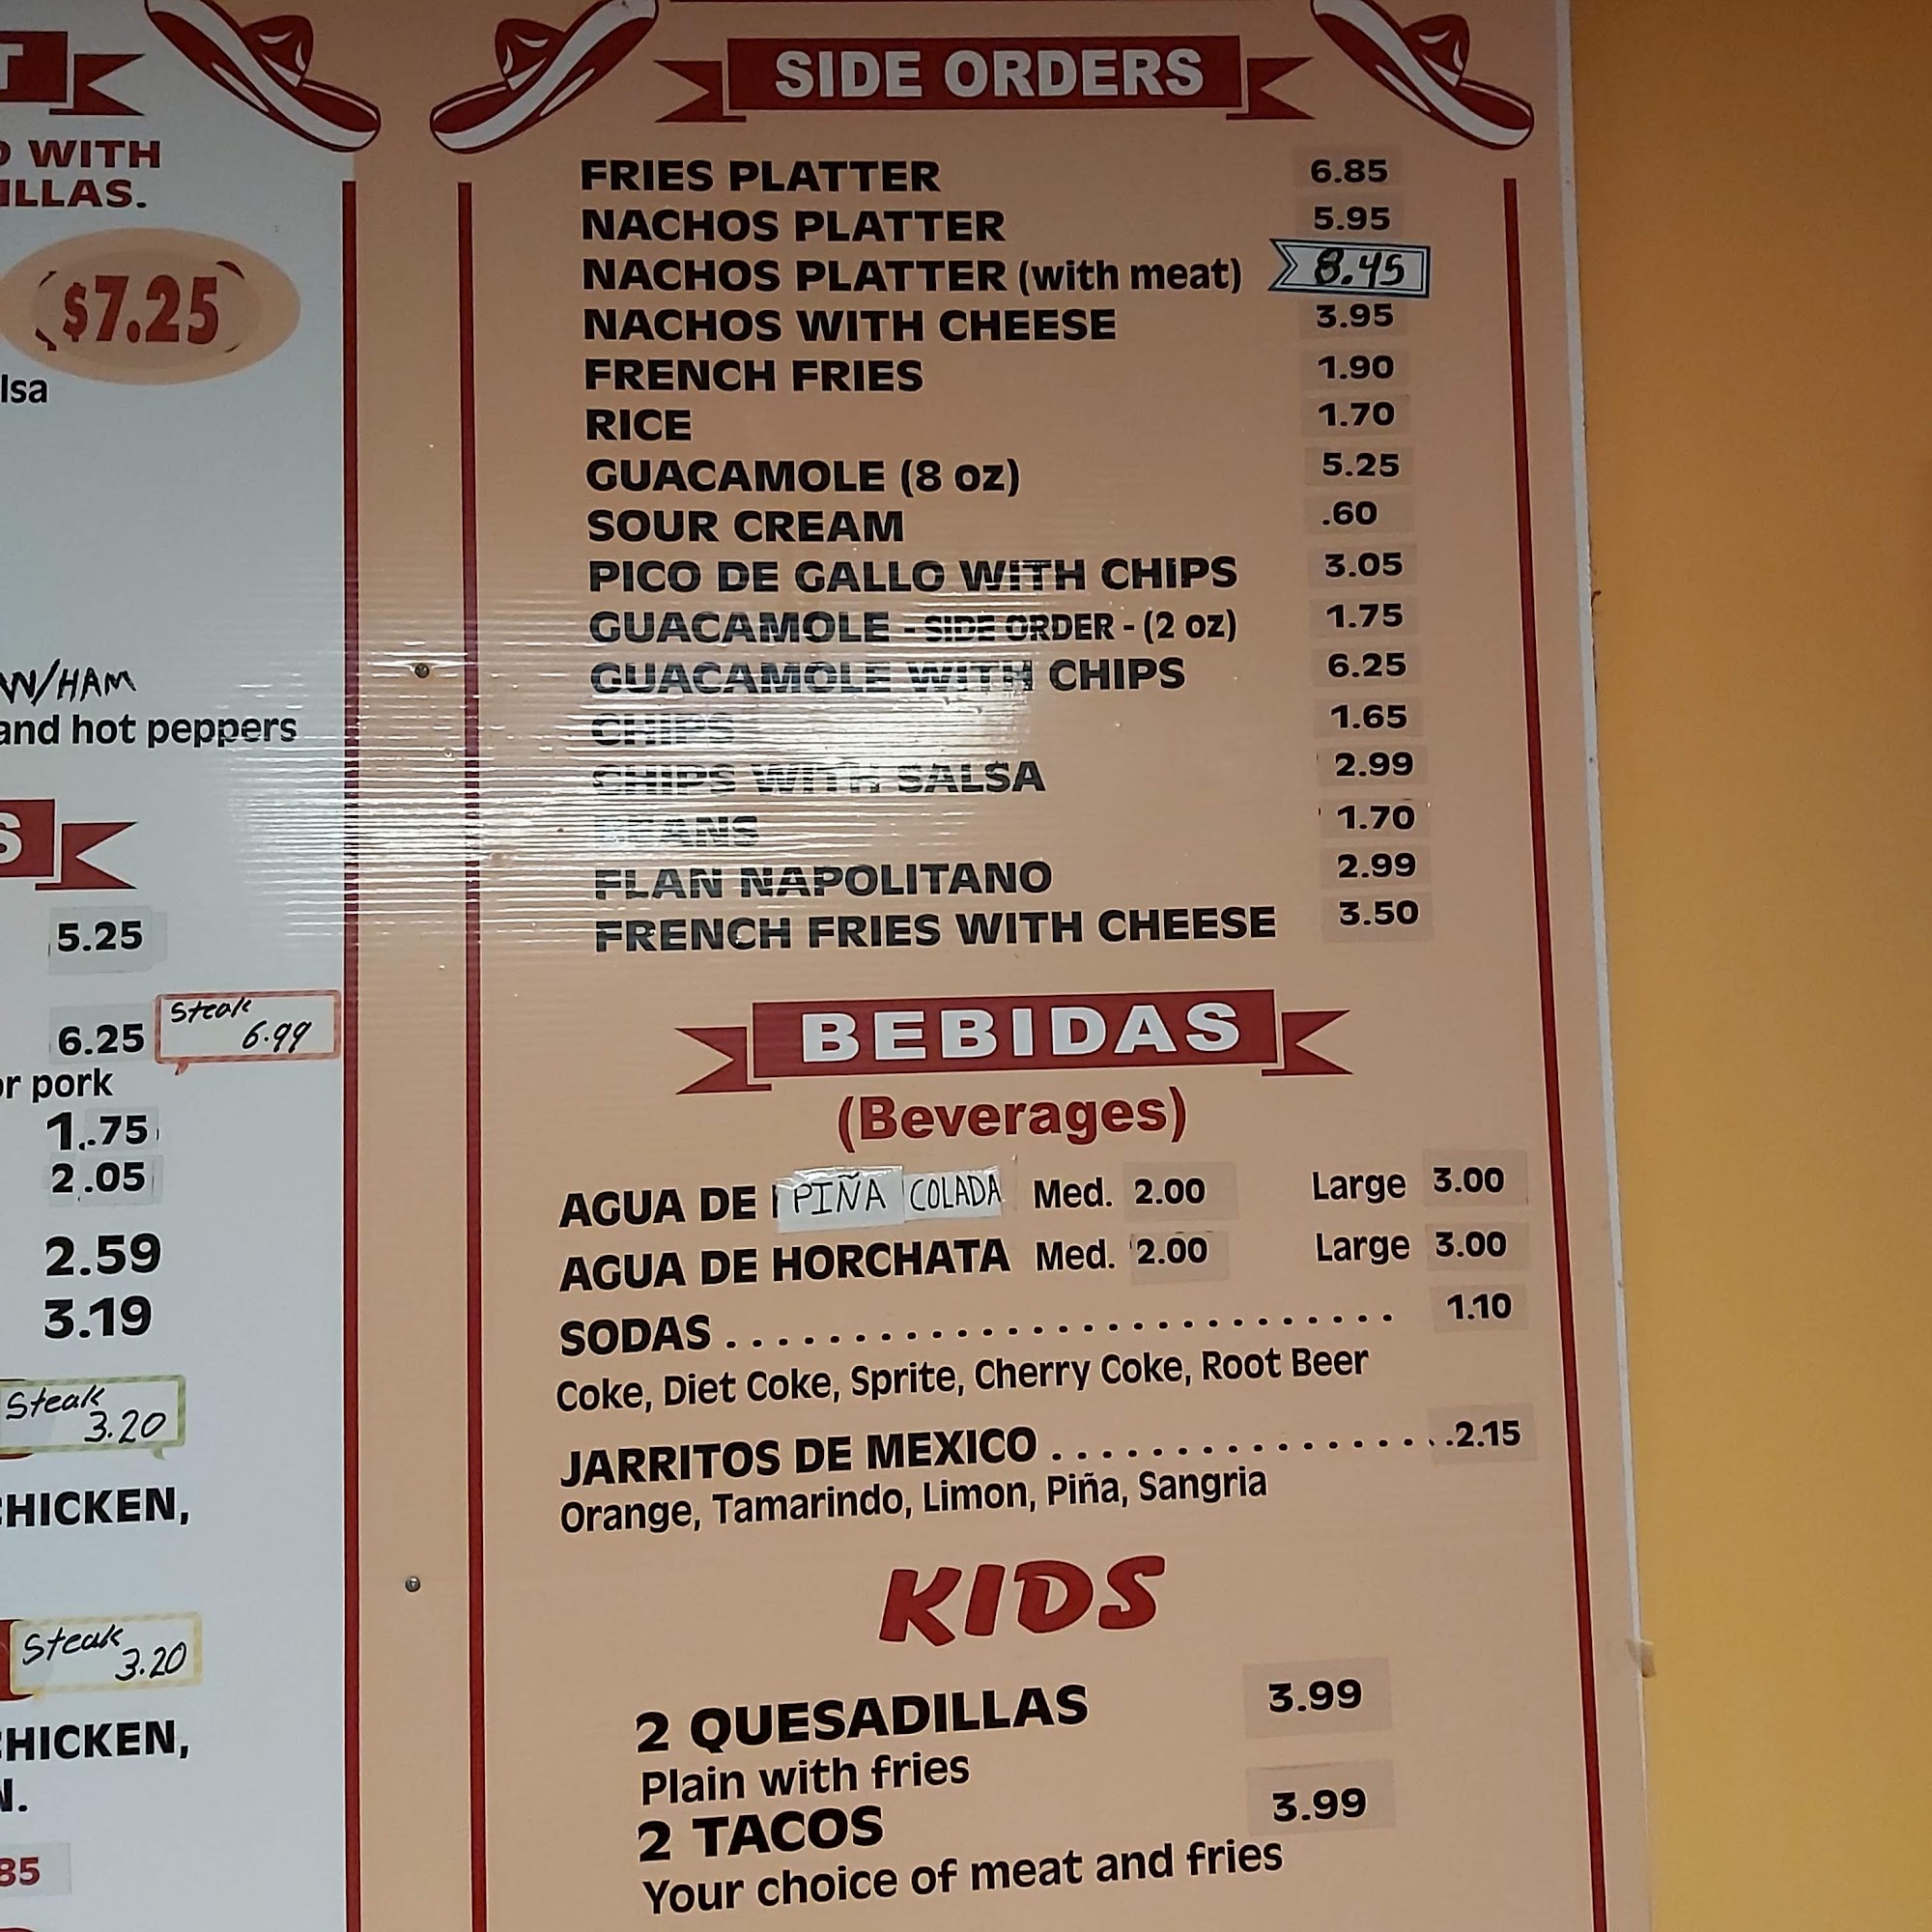 T
D WITH
ILLAS.
$7.25
lsa
W/HAM
and hot peppers
S
5.25
6.25 Steak 6.99
or pork
1.75
2.05
2.59
3.19
Steak
3.20
CHICKEN,
Steak
3.20
CHICKEN,
N.
85
SIDE ORDERS
FRIES PLATTER 6.85
NACHOS PLATTER 5.95
NACHOS PLATTER (with meat) 8.45
NACHOS WITH CHEESE 3.95
FRENCH FRIES 1.90
RICE 1.70
GUACAMOLE (8 oz) 5.25
SOUR CREAM .60
PICO DE GALLO WITH CHIPS 3.05
GUACAMOLE - SIDE ORDER - (2 oz) 1.75
GUACAMOLE WITH CHIPS 6.25
CHIPS 1.65
CHIPS WITH SALSA 2.99
BEANS 1.70
FLAN NAPOLITANO 2.99
FRENCH FRIES WITH CHEESE 3.50
BEBIDAS
(Beverages)
AGUA DE PIÑA COLADA Med. 2.00 Large 3.00
AGUA DE HORCHATA Med. 2.00 Large 3.00
SODAS . . . . . . . . . . . . . . . . . . . . . . . . . . 1.10
Coke, Diet Coke, Sprite, Cherry Coke, Root Beer
JARRITOS DE MEXICO . . . . . . . . . . . . . . . . 2.15
Orange, Tamarindo, Limon, Piña, Sangria
KIDS
2 QUESADILLAS 3.99
Plain with fries
2 TACOS 3.99
Your choice of meat and fries